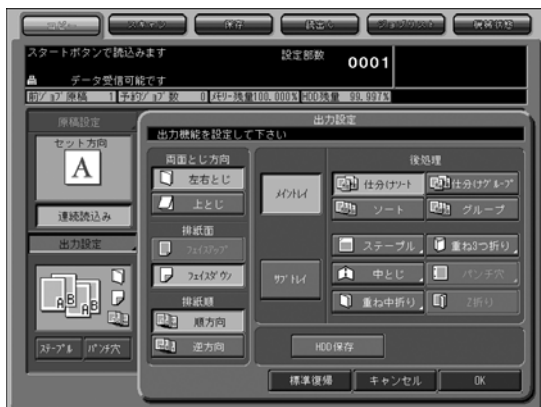 コピー スキャン 保存 読出し ジョブリスト 機械状態
スタートボタンで読込みます
設定部数 0001
データ受信可能です
前ｼﾞｮﾌﾞ原稿 1 予約ｼﾞｮﾌﾞ数 0 ﾒﾓﾘｰ残量100.000% HDD残量 99.997%
原稿設定
セット方向
A
連続読込み
出力設定
A B A B
ｽﾃｰﾌﾟﾙ ﾊﾟﾝﾁ穴
出力設定
出力機能を設定して下さい
両面とじ方向
左右とじ
上とじ
排紙面
ﾌｪｲｽｱｯﾌﾟ
ﾌｪｲｽﾀﾞｳﾝ
排紙順
順方向
逆方向
ﾒｲﾝﾄﾚｲ
ｻﾌﾞﾄﾚｲ
後処理
仕分けｿｰﾄ 仕分けｸﾞﾙｰﾌﾟ
ソート グループ
ステープル 重ね3つ折り
中とじ パンチ穴
重ね中折り Z折り
HDD保存
標準復帰 キャンセル OK